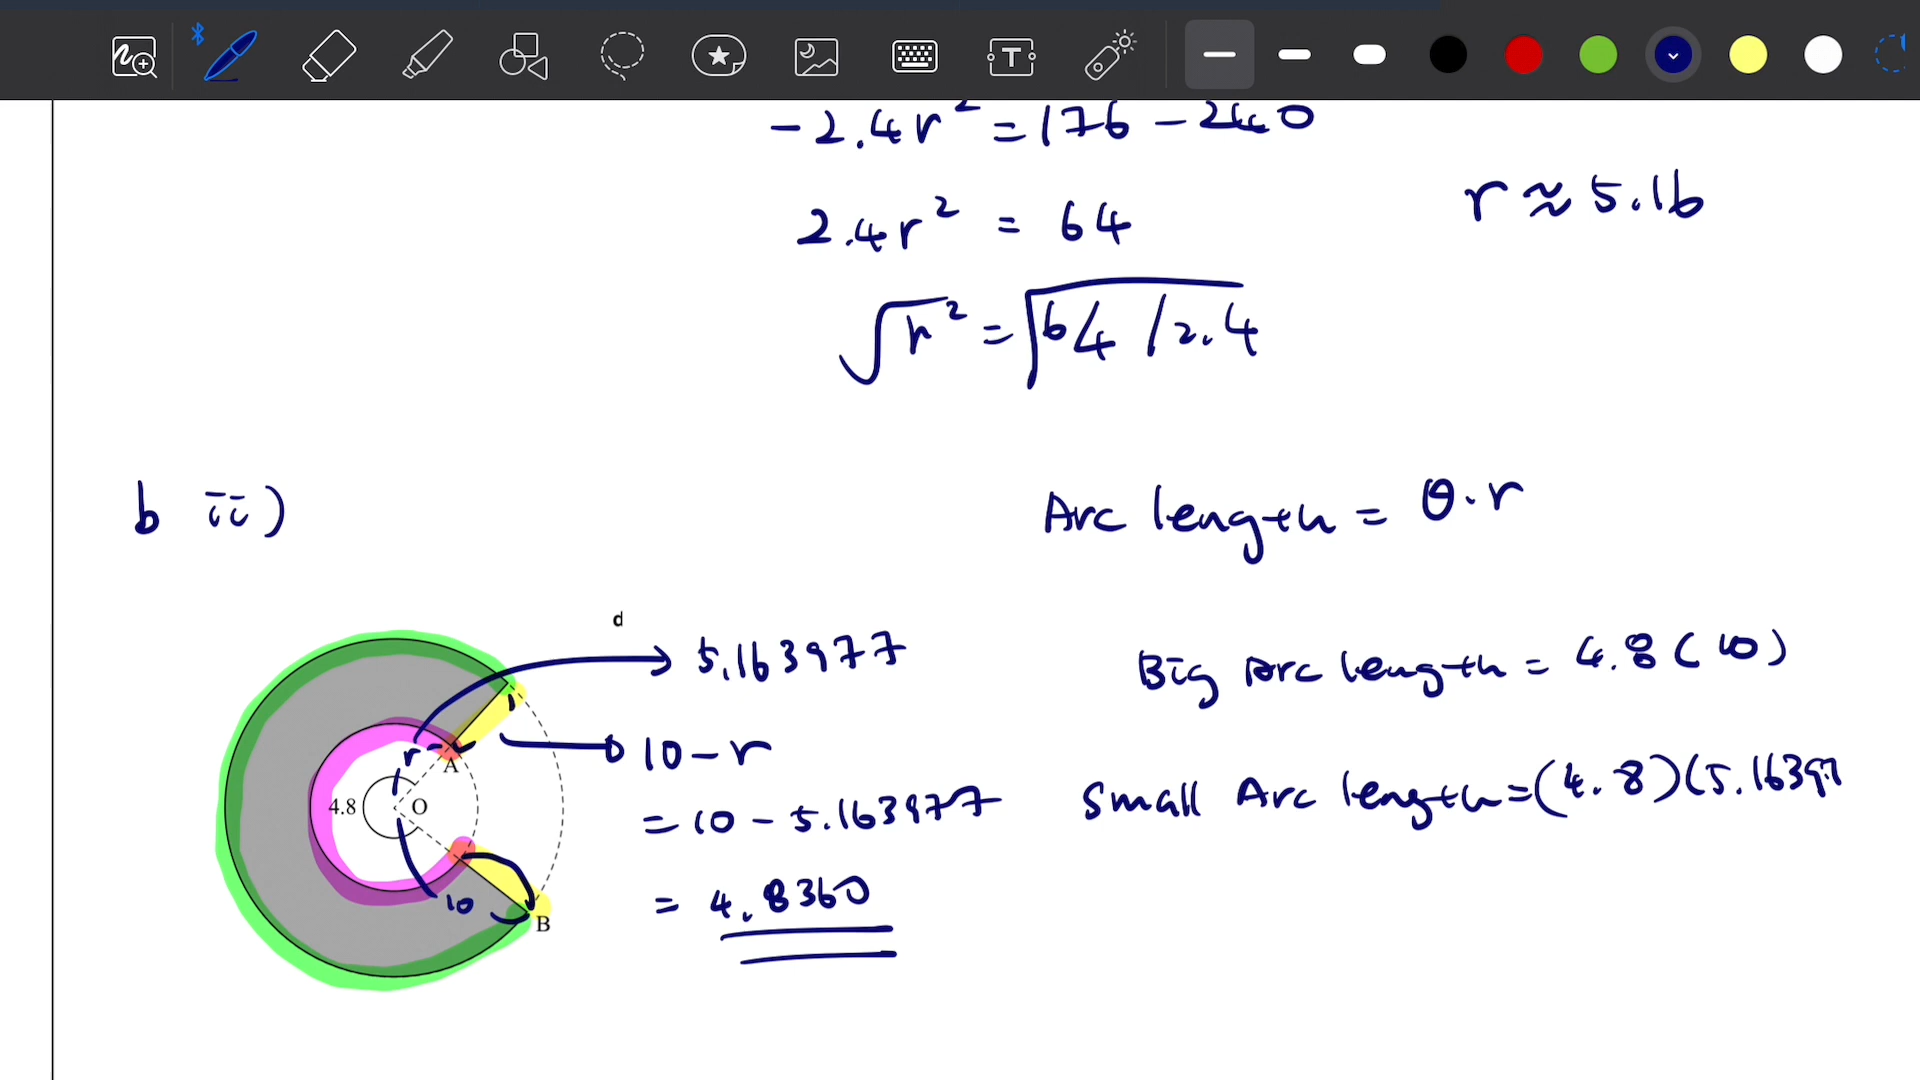 -2.4r² = 176 - 240
2.4r² = 64
r ≈ 5.16
√r² = √64/2.4
b ii)
Arc length = θ·r
d
5.163977
Big Arc length = 4.8(10)
r
A
10 - r
4.8
O
= 10 - 5.163977
Small Arc length = (4.8)(5.16397
10
B
= 4.8360